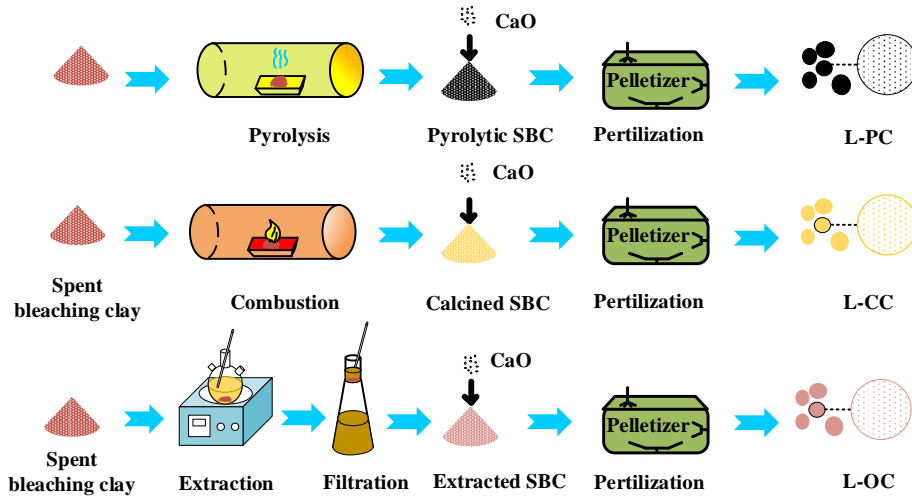 CaO
Pelletizer
Pyrolysis
Pyrolytic SBC
Pertilization
L-PC
CaO
Pelletizer
Spent
bleaching clay
Combustion
Calcined SBC
Pertilization
L-CC
CaO
Pelletizer
Spent
bleaching clay
Extraction
Filtration
Extracted SBC
Pertilization
L-OC